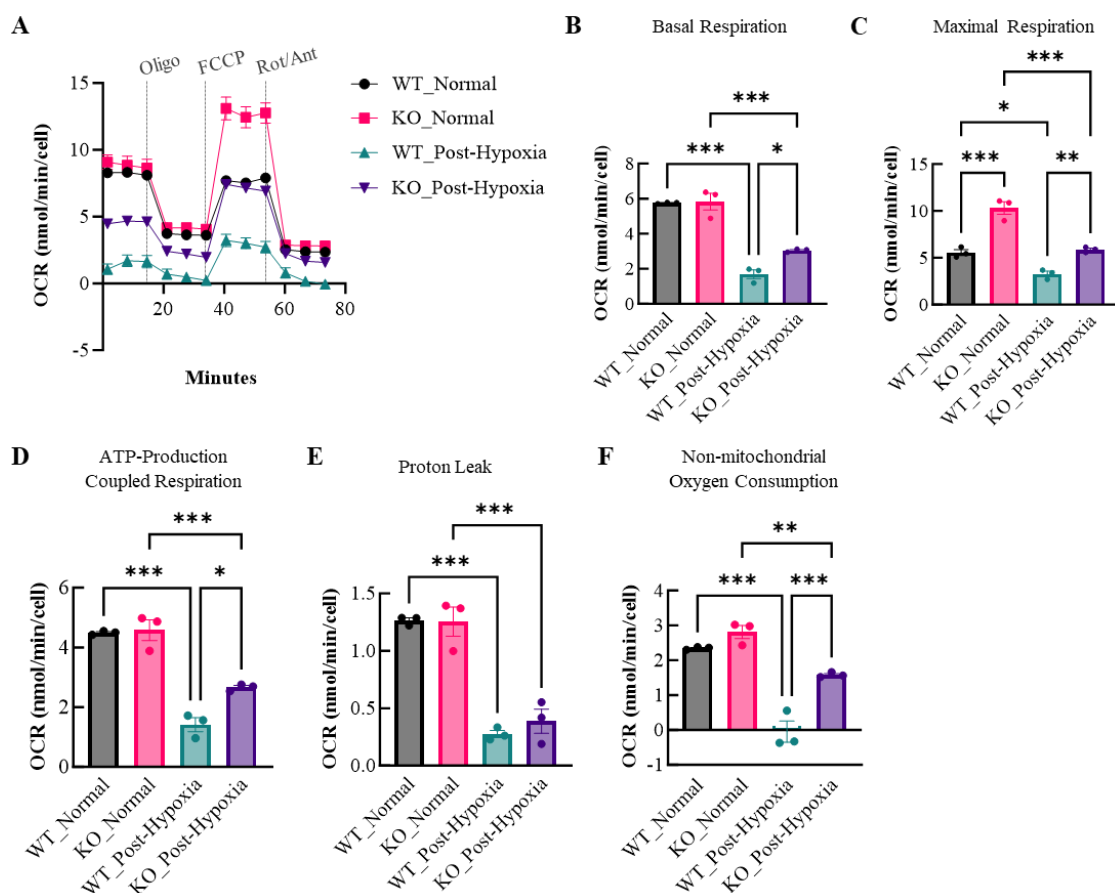 A
Oligo
FCCP
Rot/Ant
15
10
5
0
-5
20
40
60
80
OCR (nmol/min/cell)
Minutes
WT_Normal
KO_Normal
WT_Post-Hypoxia
KO_Post-Hypoxia
B
Basal Respiration
***
***
*
8
6
4
2
0
OCR (nmol/min/cell)
WT_Normal
KO_Normal
WT_Post-Hypoxia
KO_Post-Hypoxia
C
Maximal Respiration
***
*
***
**
15
10
5
0
OCR (nmol/min/cell)
WT_Normal
KO_Normal
WT_Post-Hypoxia
KO_Post-Hypoxia
D
ATP-Production
Coupled Respiration
***
***
*
6
4
2
0
OCR (nmol/min/cell)
WT_Normal
KO_Normal
WT_Post-Hypoxia
KO_Post-Hypoxia
E
Proton Leak
***
***
1.5
1.0
0.5
0.0
OCR (nmol/min/cell)
WT_Normal
KO_Normal
WT_Post-Hypoxia
KO_Post-Hypoxia
F
Non-mitochondrial
Oxygen Consumption
**
***
***
4
3
2
1
0
-1
OCR (nmol/min/cell)
WT_Normal
KO_Normal
WT_Post-Hypoxia
KO_Post-Hypoxia